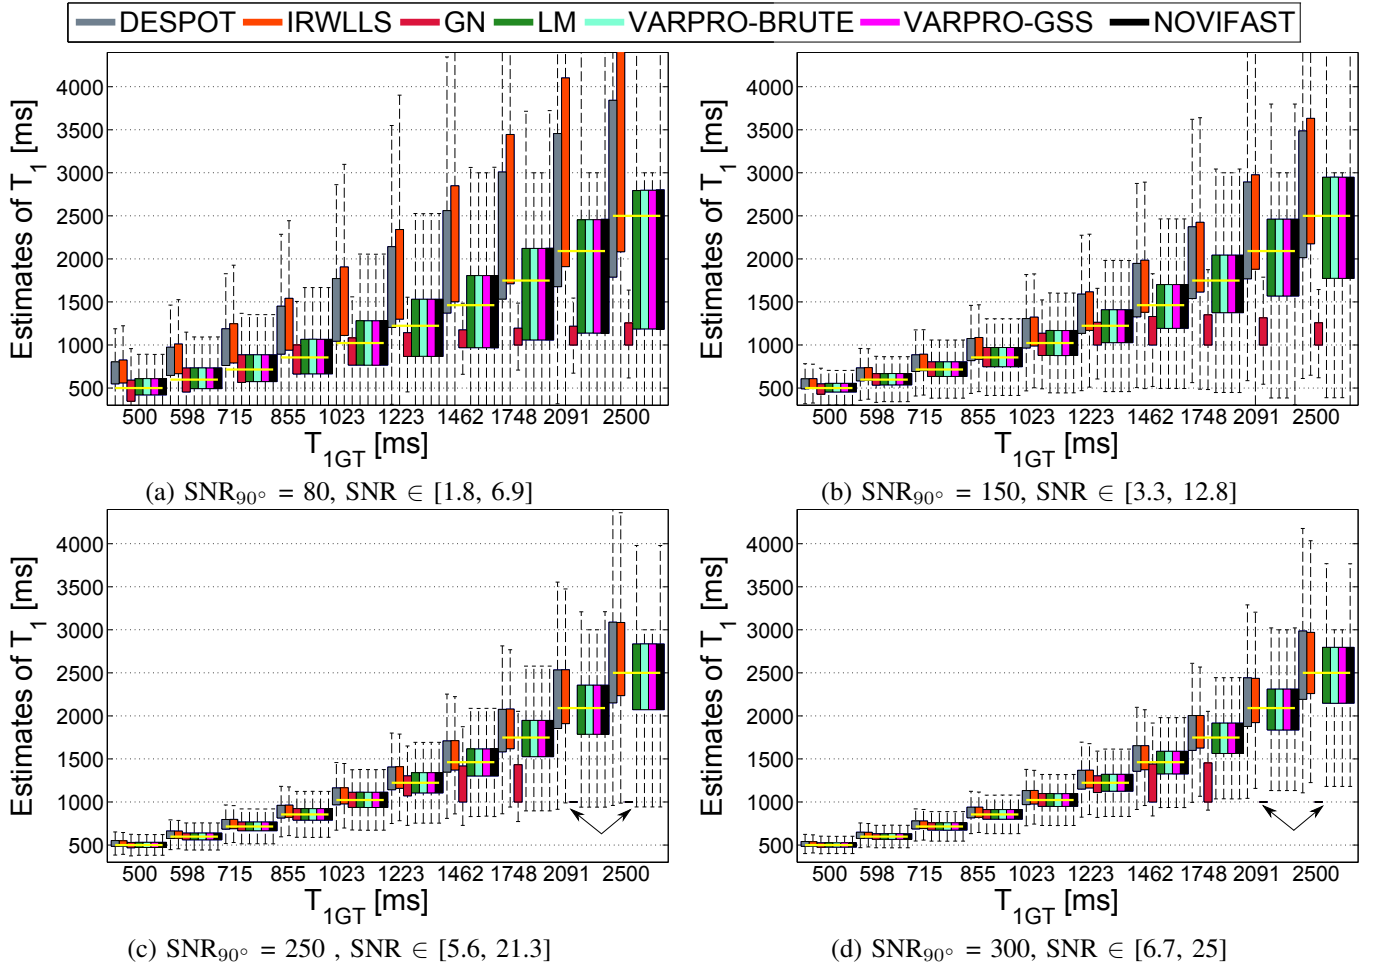 DESPOT IRWLLS GN LM VARPRO-BRUTE VARPRO-GSS NOVIFAST
Estimates of T1 [ms]
4000
3500
3000
2500
2000
1500
1000
500
500 598 715 855 1023 1223 1462 1748 2091 2500
T1GT [ms]
(a) SNR90° = 80, SNR ∈ [1.8, 6.9]
Estimates of T1 [ms]
4000
3500
3000
2500
2000
1500
1000
500
500 598 715 855 1023 1223 1462 1748 2091 2500
T1GT [ms]
(b) SNR90° = 150, SNR ∈ [3.3, 12.8]
Estimates of T1 [ms]
4000
3500
3000
2500
2000
1500
1000
500
500 598 715 855 1023 1223 1462 1748 2091 2500
T1GT [ms]
(c) SNR90° = 250 , SNR ∈ [5.6, 21.3]
Estimates of T1 [ms]
4000
3500
3000
2500
2000
1500
1000
500
500 598 715 855 1023 1223 1462 1748 2091 2500
T1GT [ms]
(d) SNR90° = 300, SNR ∈ [6.7, 25]